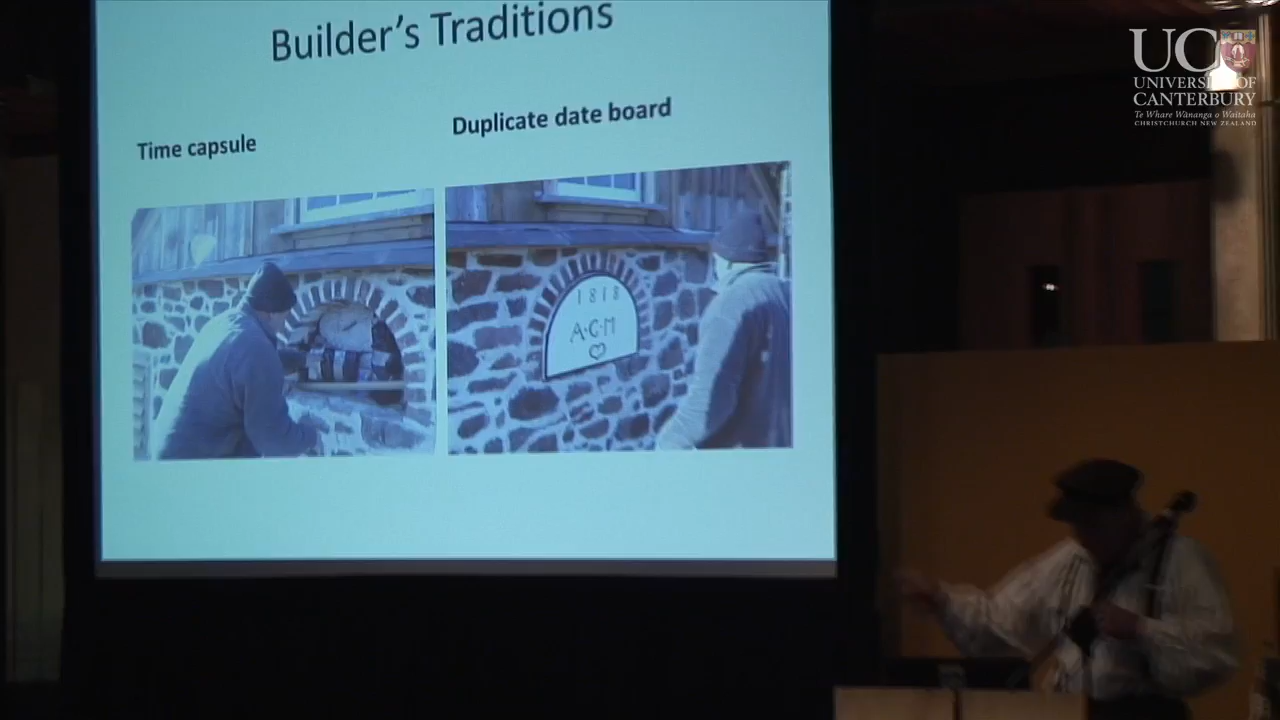 Builder's Traditions
Time capsule
Duplicate date board
1818
A·C·M
UC
UNIVERSITY OF
CANTERBURY
Te Whare Wānanga o Waitaha
CHRISTCHURCH NEW ZEALAND